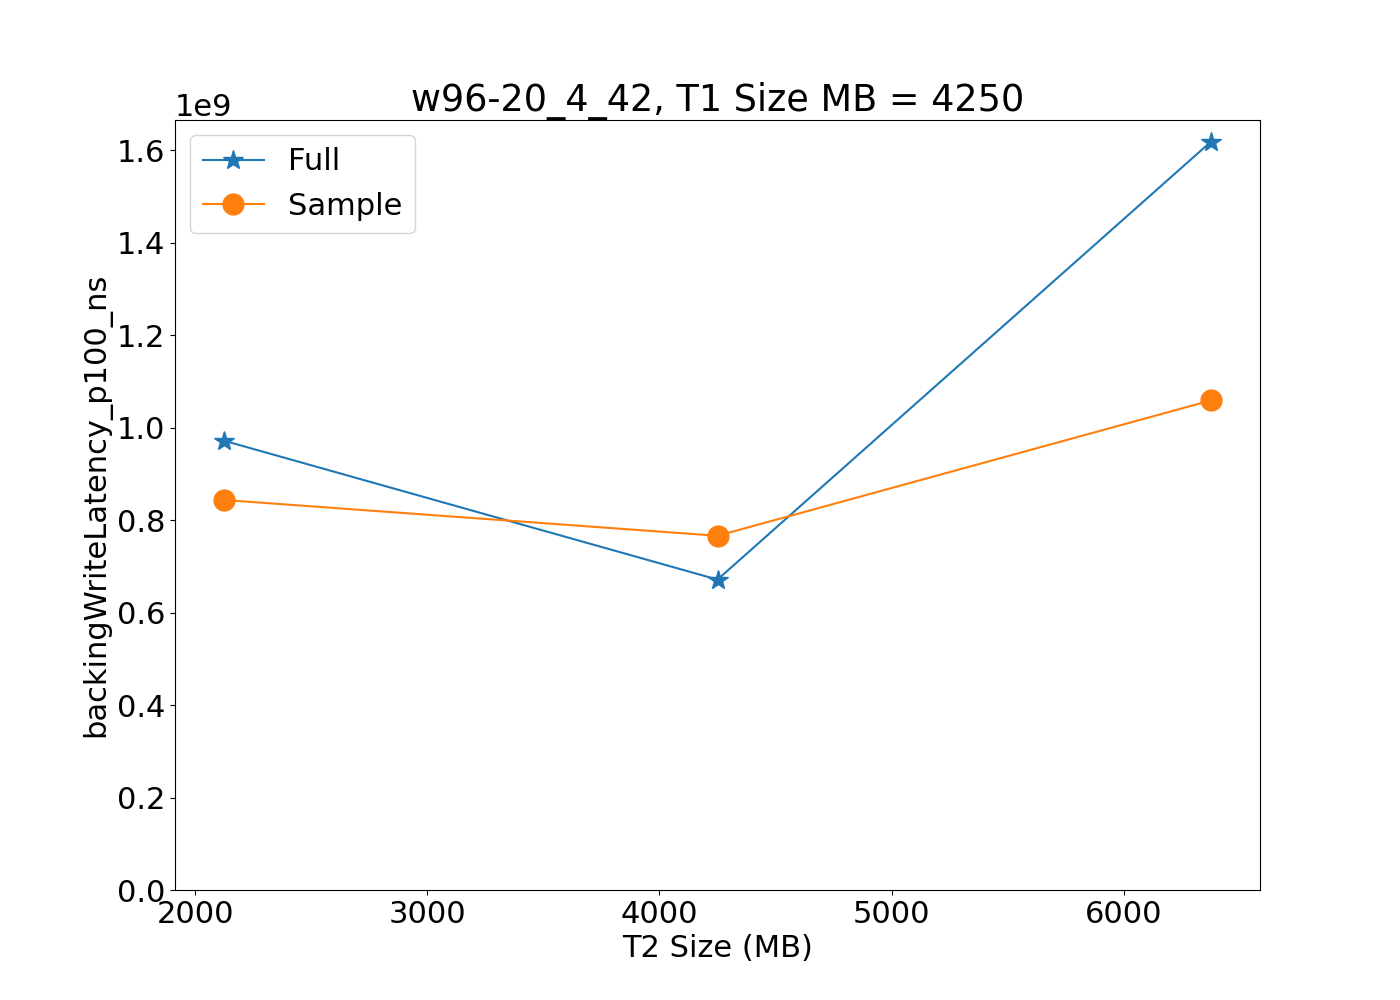 w96-20_4_42, T1 Size MB = 4250
1e9
Full
Sample
1.6
1.4
1.2
1.0
0.8
0.6
0.4
0.2
0.0
backingWriteLatency_p100_ns
2000 3000 4000 5000 6000
T2 Size (MB)